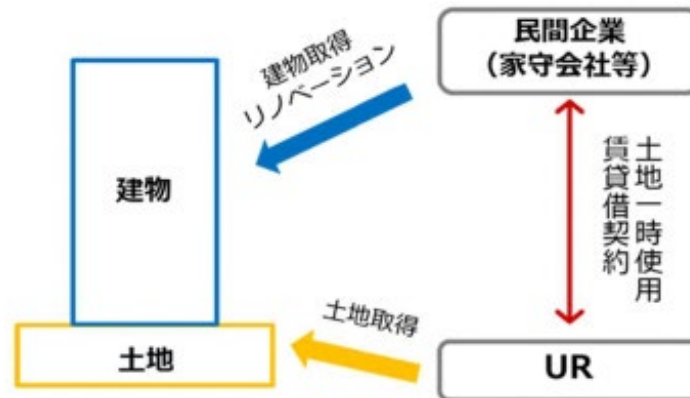 民間企業
（家守会社等）
建物取得
リノベーション
建物
土地一時使用
賃貸借契約
土地取得
土地
UR